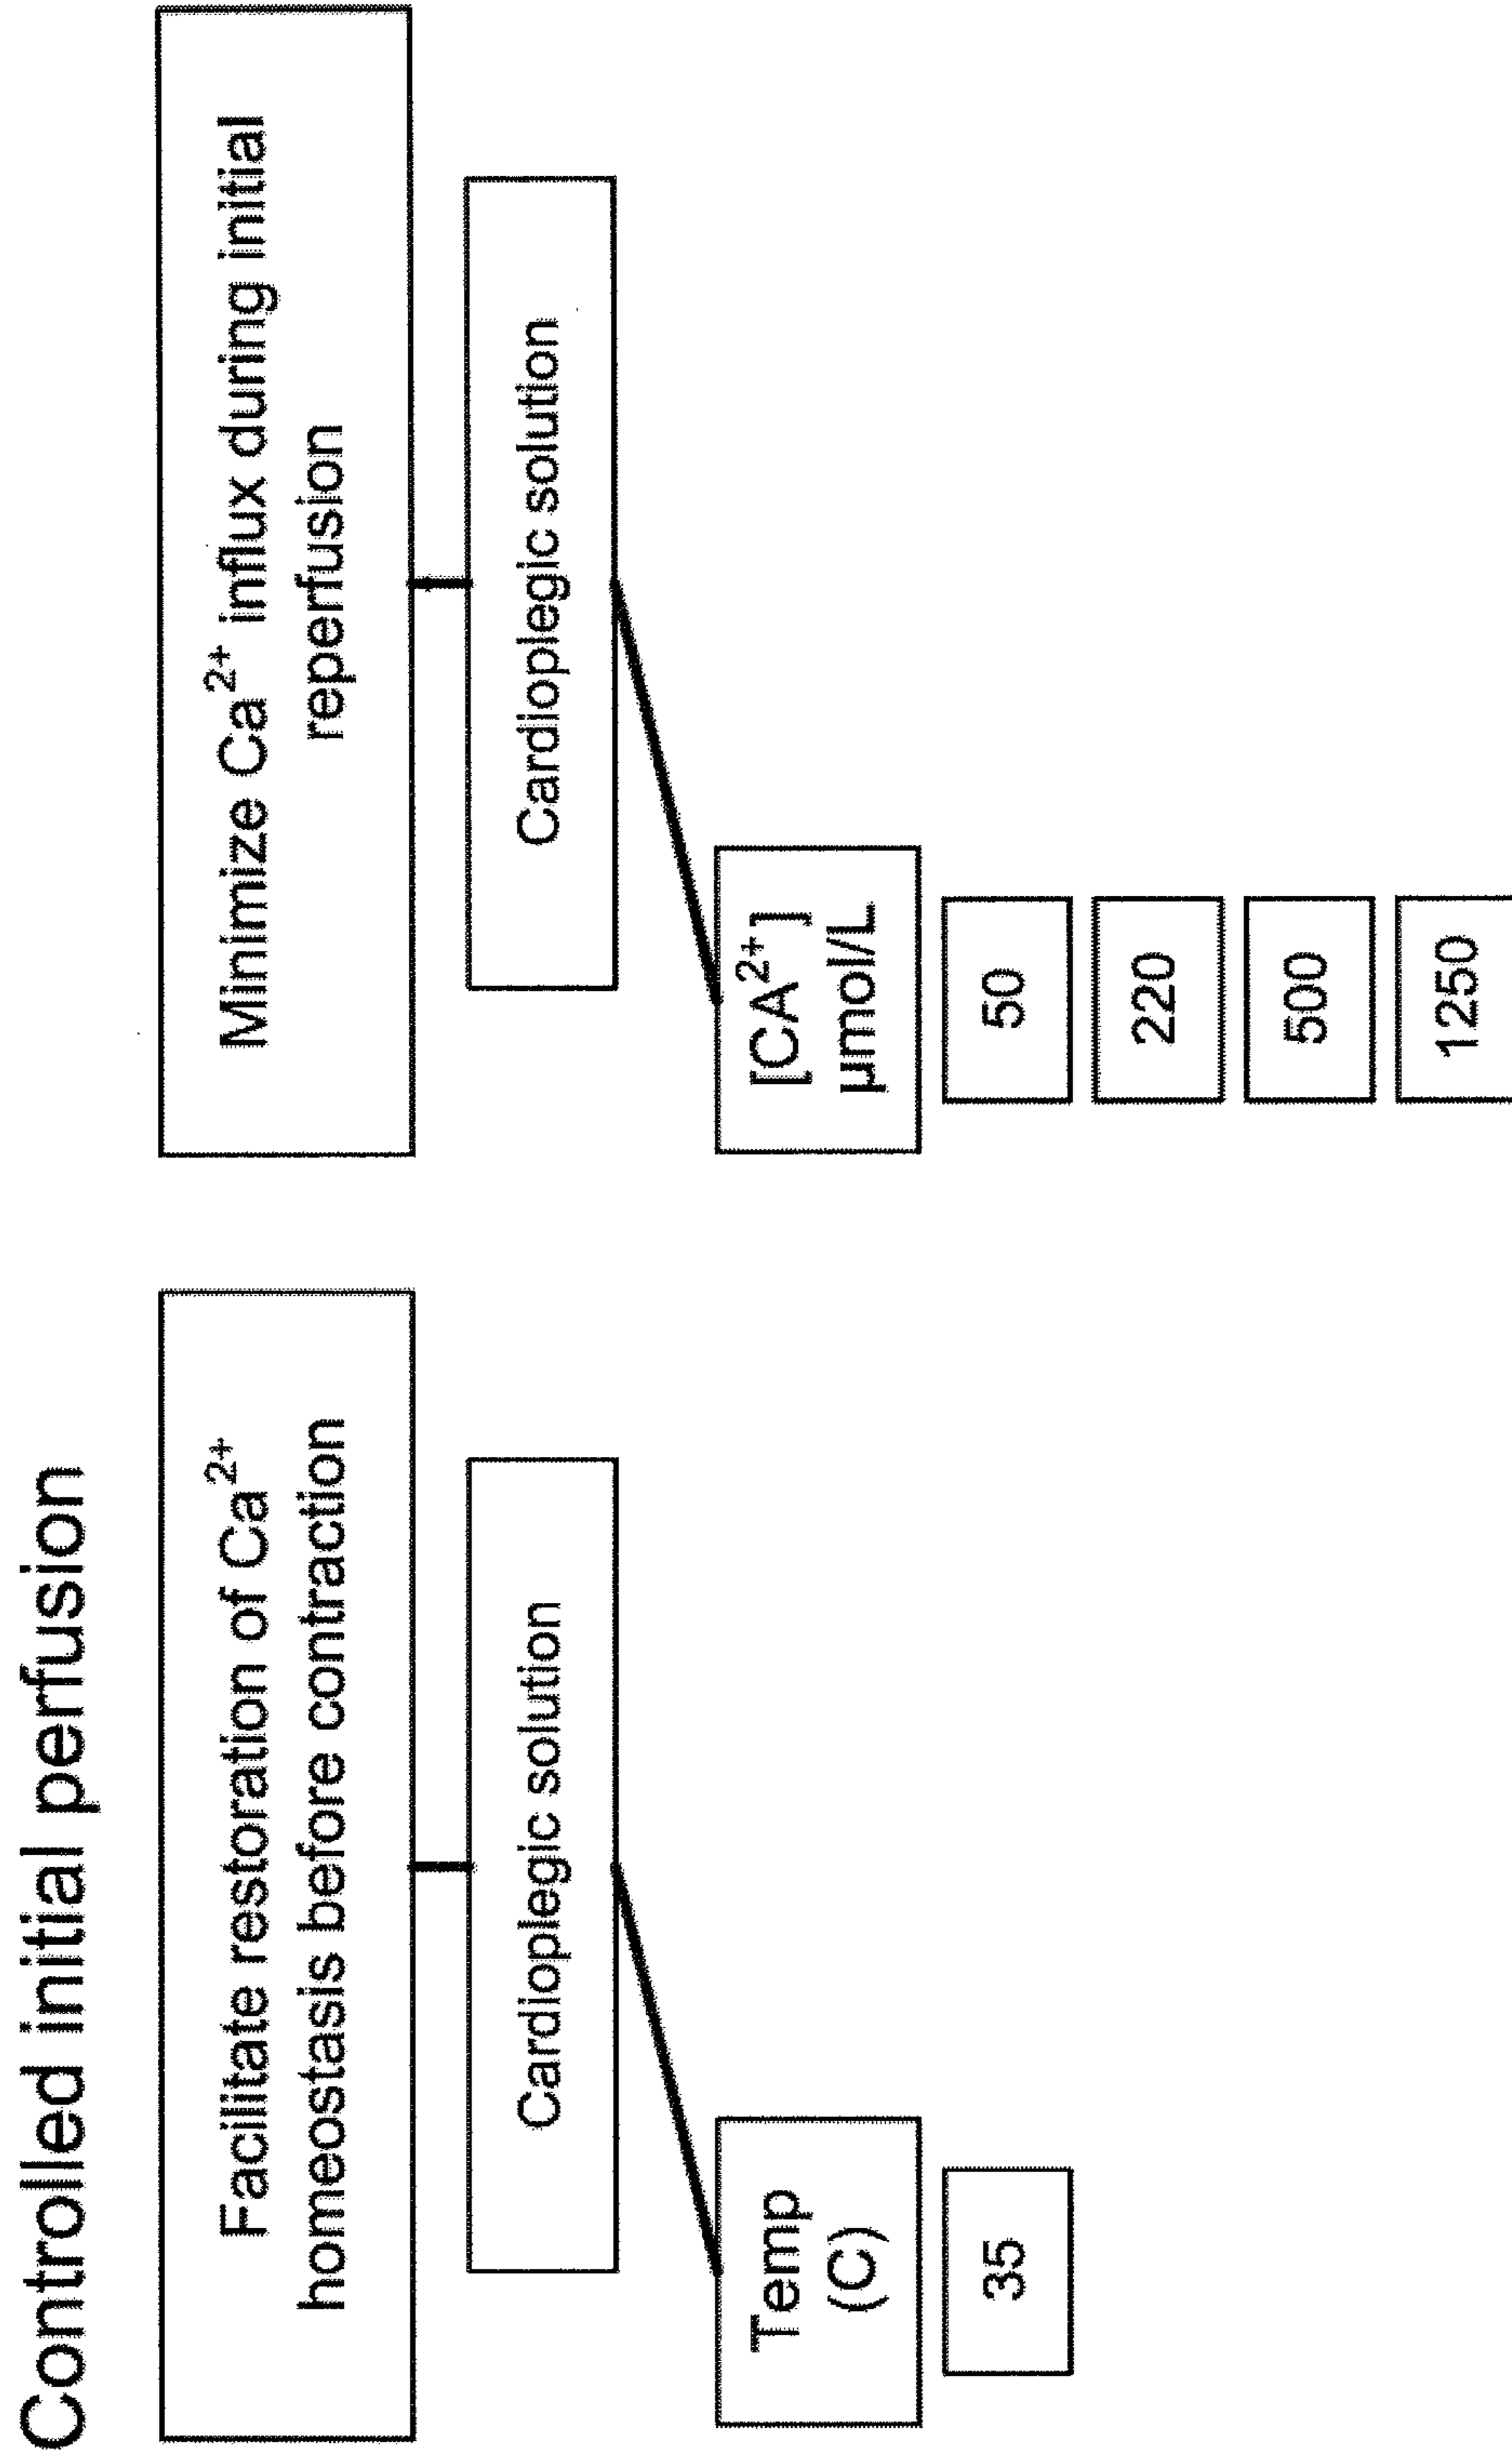 Controlled initial perfusion
Facilitate restoration of Ca²⁺
homeostasis before contraction
Cardioplegic solution
Temp
(C)
35
Minimize Ca²⁺ influx during initial
reperfusion
Cardioplegic solution
[CA²⁺]
µmol/L
50
220
500
1250